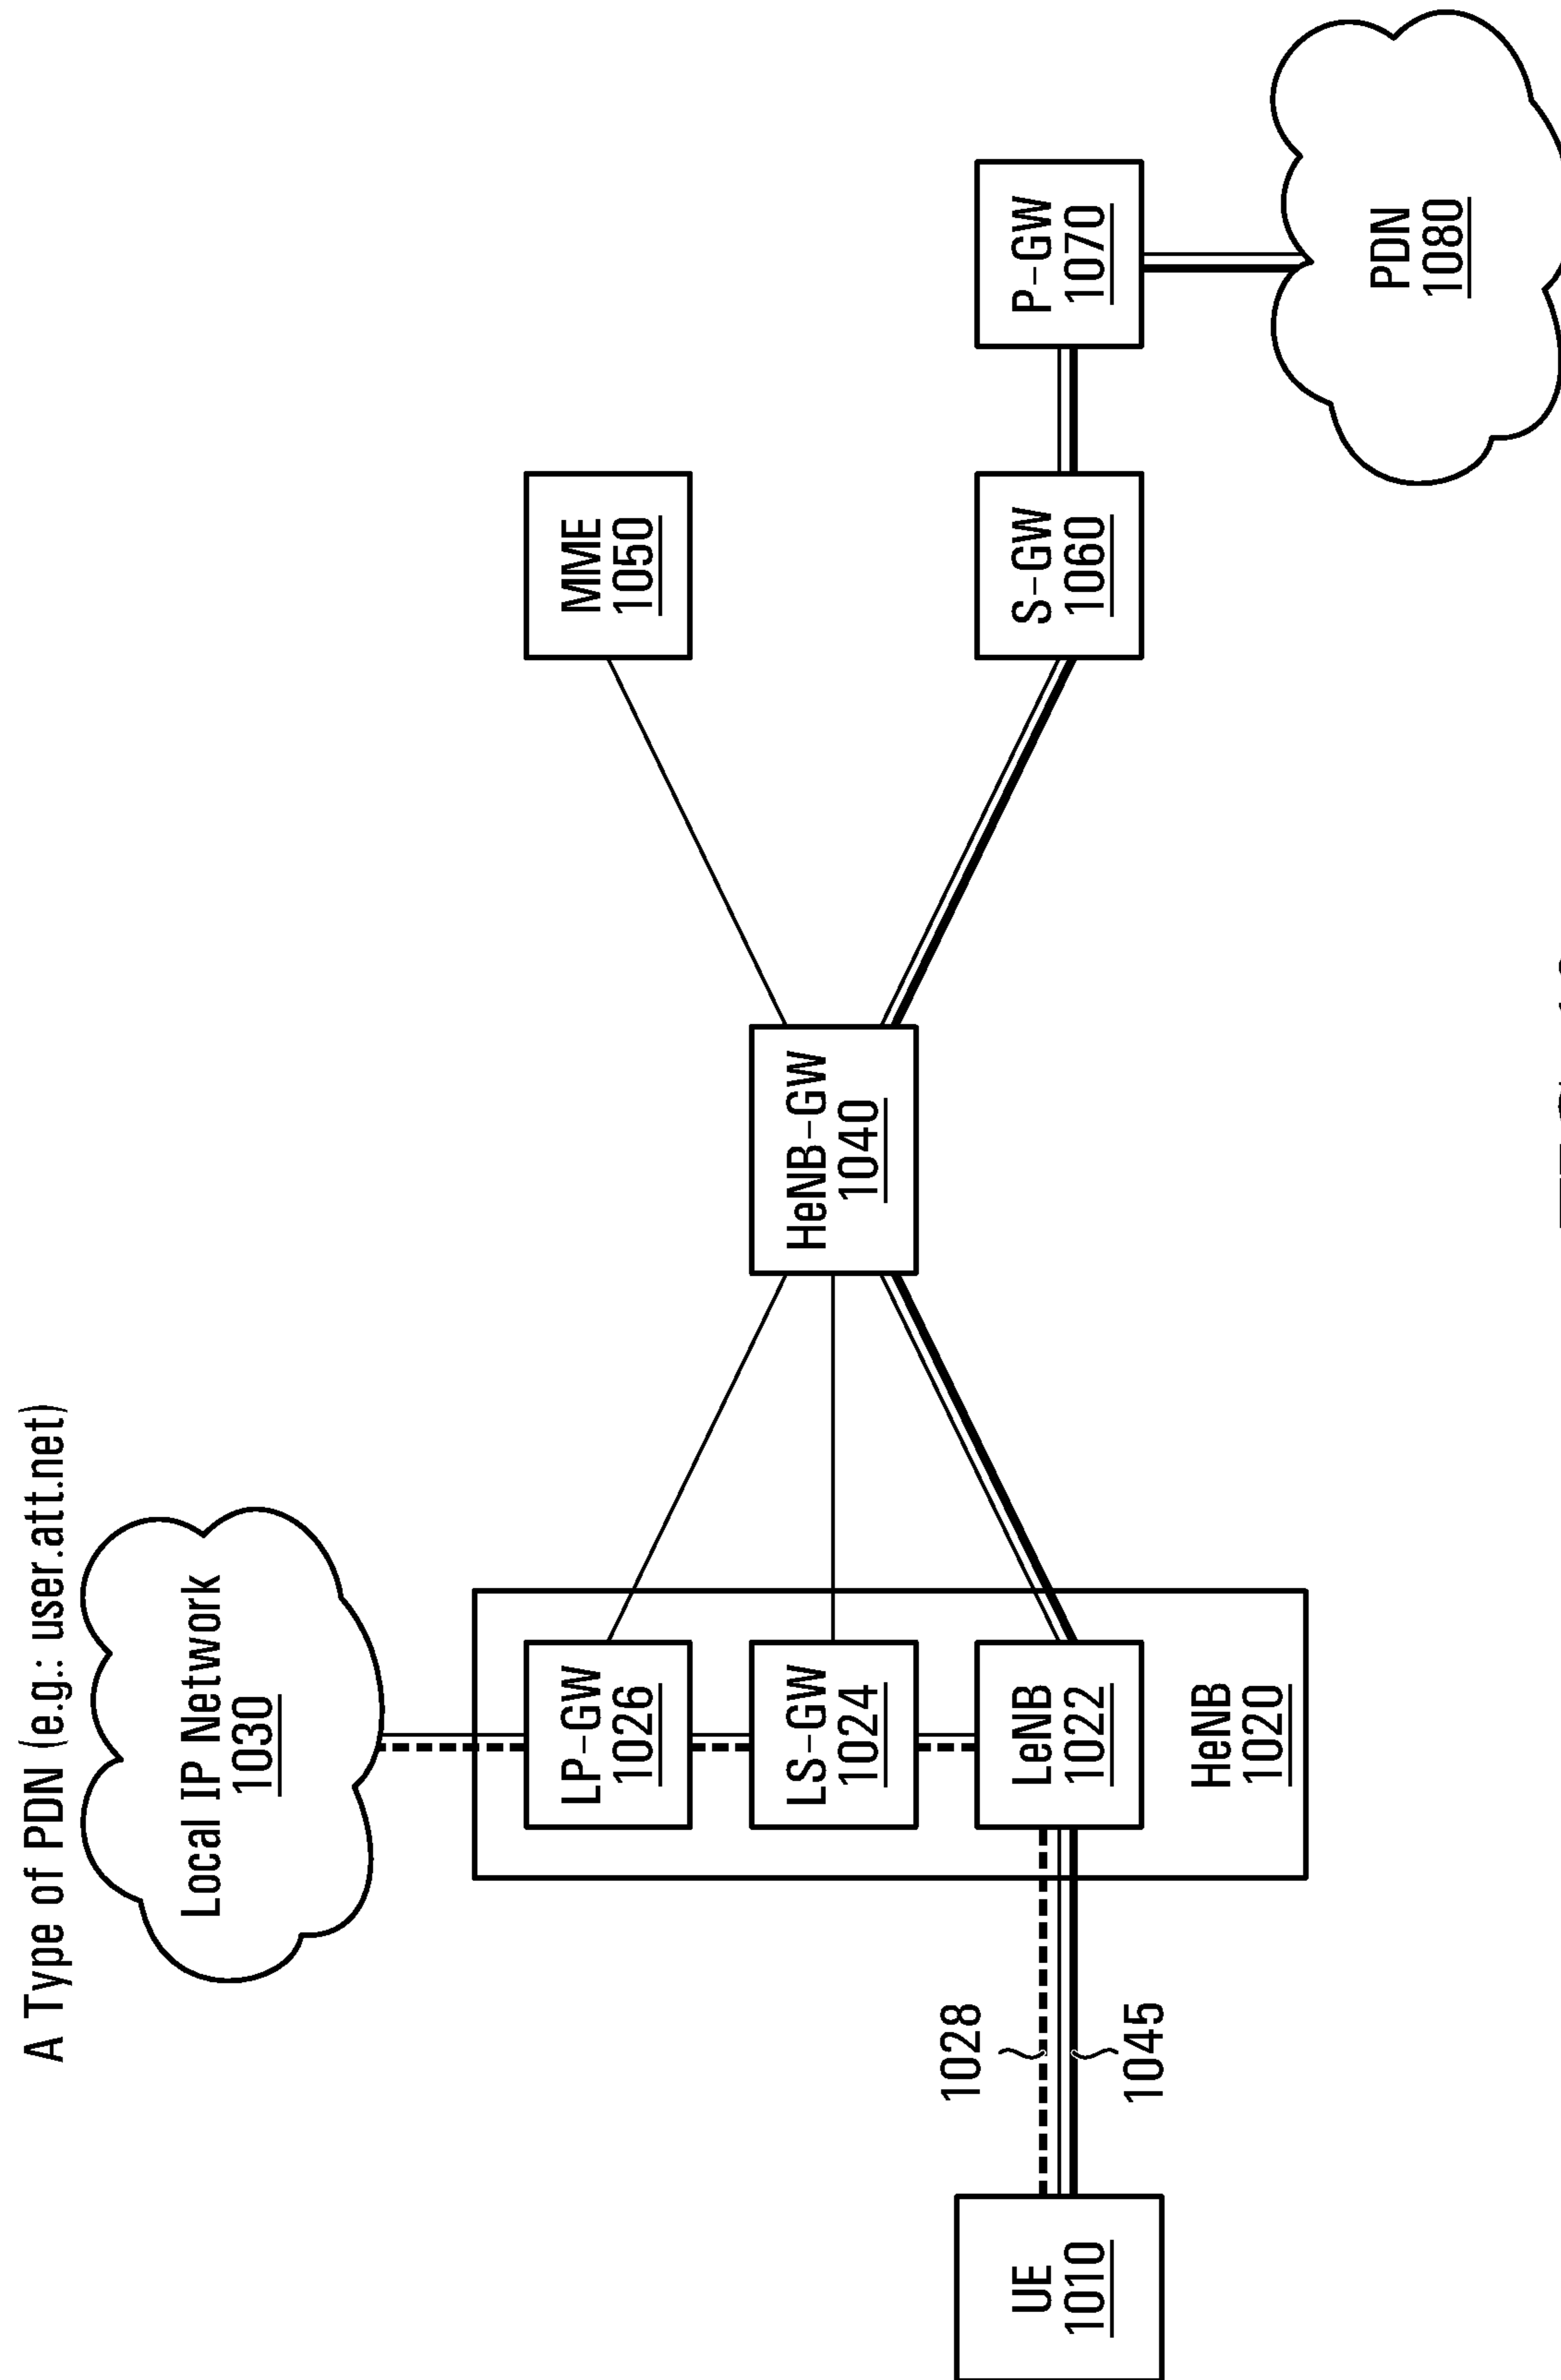 A Type of PDN (e.g.: user.att.net)
Local IP Network
1030
LP-GW
1026
LS-GW
1024
LeNB
1022
HeNB
1020
UE
1010
1028
1045
HeNB-GW
1040
MME
1050
S-GW
1060
P-GW
1070
PDN
1080